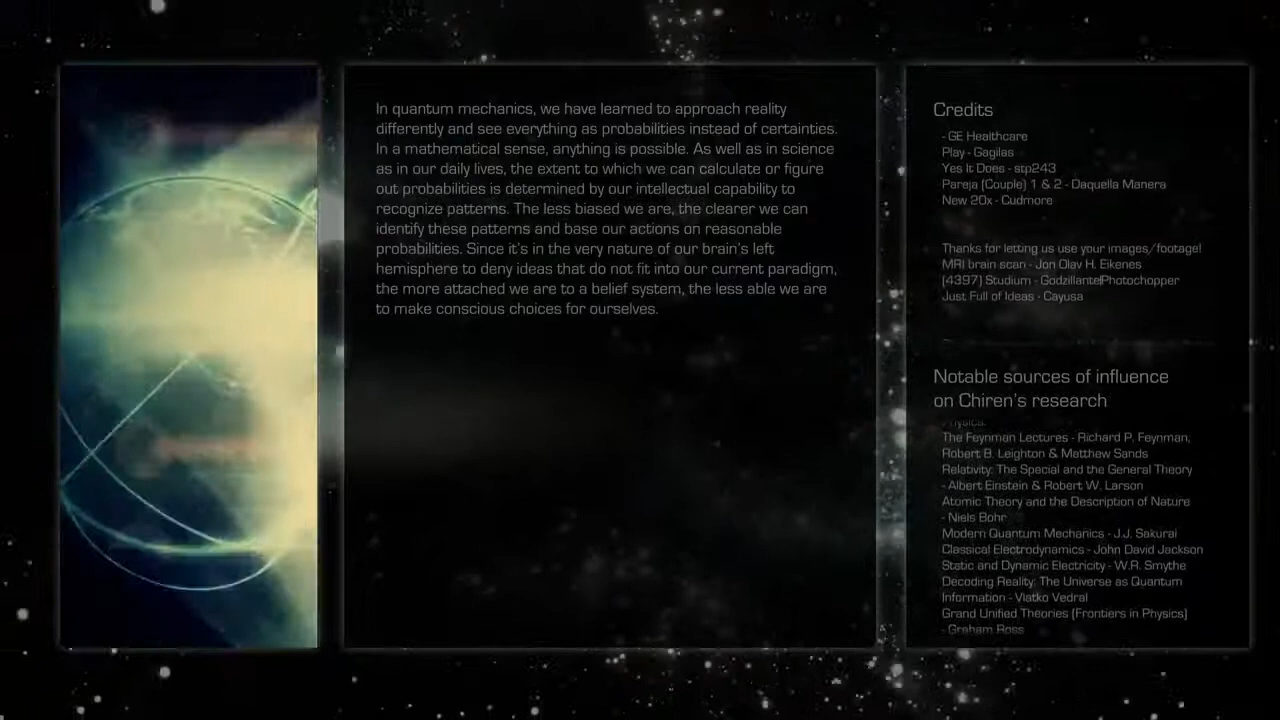 In quantum mechanics, we have learned to approach reality
differently and see everything as probabilities instead of certainties.
In a mathematical sense, anything is possible. As well as in science
as in our daily lives, the extent to which we can calculate or figure
out probabilities is determined by our intellectual capability to
recognize patterns. The less biased we are, the clearer we can
identify these patterns and base our actions on reasonable
probabilities. Since it's in the very nature of our brain's left
hemisphere to deny ideas that do not fit into our current paradigm,
the more attached we are to a belief system, the less able we are
to make conscious choices for ourselves.
Credits
- GE Healthcare
Play - Gagilas
Yes It Does - stp243
Pareja (Couple) 1 & 2 - Daquella Manera
New 20x - Cudmore
Thanks for letting us use your images/footage!
MRI brain scan - Jon Olav H. Eikenes
(4397) Studium - Godzillante|Photochopper
Just Full of Ideas - Cayusa
Notable sources of influence
on Chiren's research
Physics:
The Feynman Lectures - Richard P. Feynman,
Robert B. Leighton & Matthew Sands
Relativity: The Special and the General Theory
- Albert Einstein & Robert W. Larson
Atomic Theory and the Description of Nature
- Niels Bohr
Modern Quantum Mechanics - J.J. Sakurai
Classical Electrodynamics - John David Jackson
Static and Dynamic Electricity - W.R. Smythe
Decoding Reality: The Universe as Quantum
Information - Vlatko Vedral
Grand Unified Theories (Frontiers in Physics)
- Graham Ross